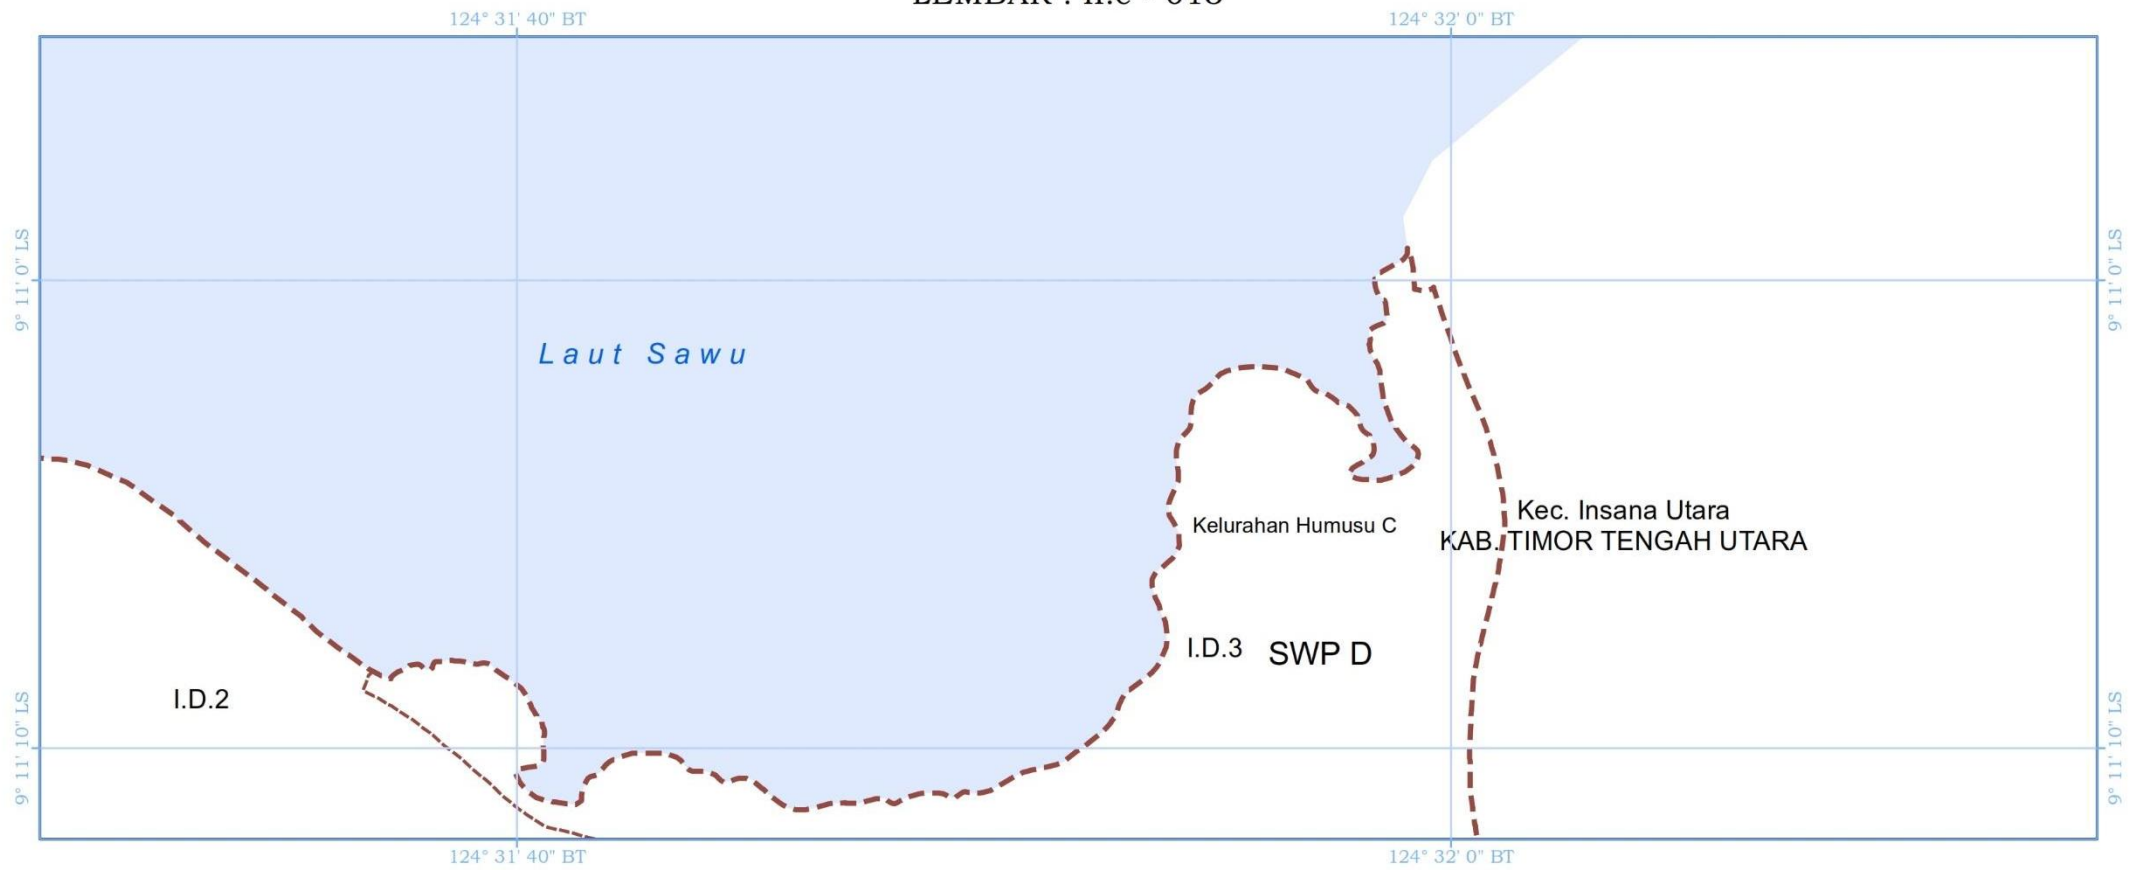 124° 31' 40" BT
124° 32' 0" BT
9° 11' 0" LS
9° 11' 0" LS
Laut Sawu
Kelurahan Humusu C
Kec. Insana Utara
KAB. TIMOR TENGAH UTARA
I.D.3
SWP D
I.D.2
9° 11' 10" LS
9° 11' 10" LS
124° 31' 40" BT
124° 32' 0" BT